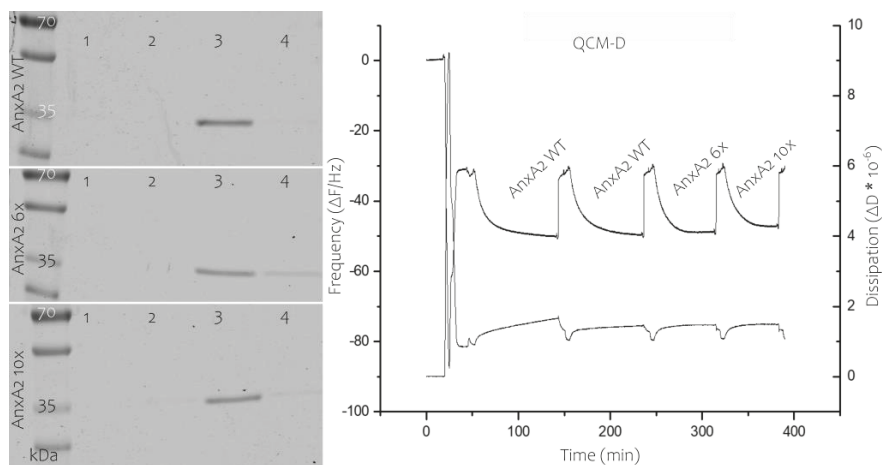 70
1 2 3 4
AnxA2 WT
35
70
1 2 3 4
AnxA2 6x
35
70
1 2 3 4
AnxA2 10x
35
kDa
QCM-D
Frequency (ΔF/Hz)
0
-20
-40
-60
-80
-100
AnxA2 WT
AnxA2 WT
AnxA2 6x
AnxA2 10x
10
8
6
4
2
0
Dissipation (ΔD * 10-6)
0 100 200 300 400
Time (min)